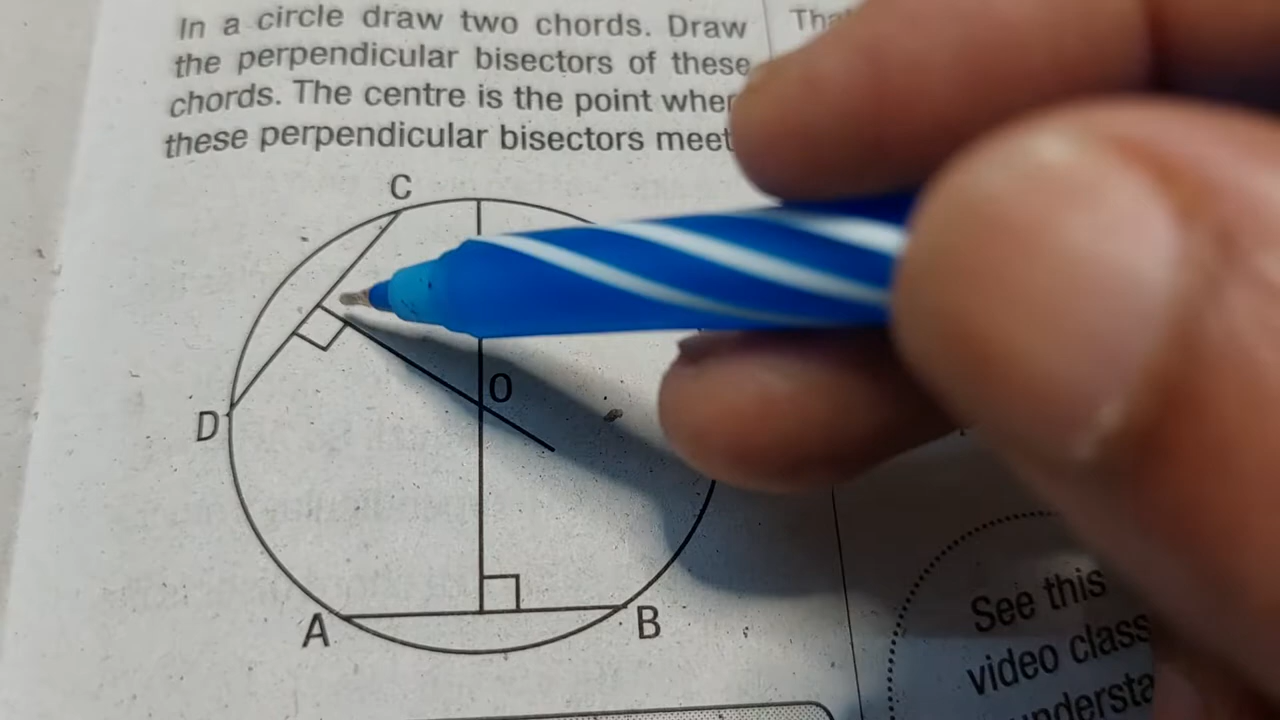 In a circle draw two chords. Draw
the perpendicular bisectors of these
chords. The centre is the point
these perpendicular bisectors meet
C
O
D
A
B
See this
video class